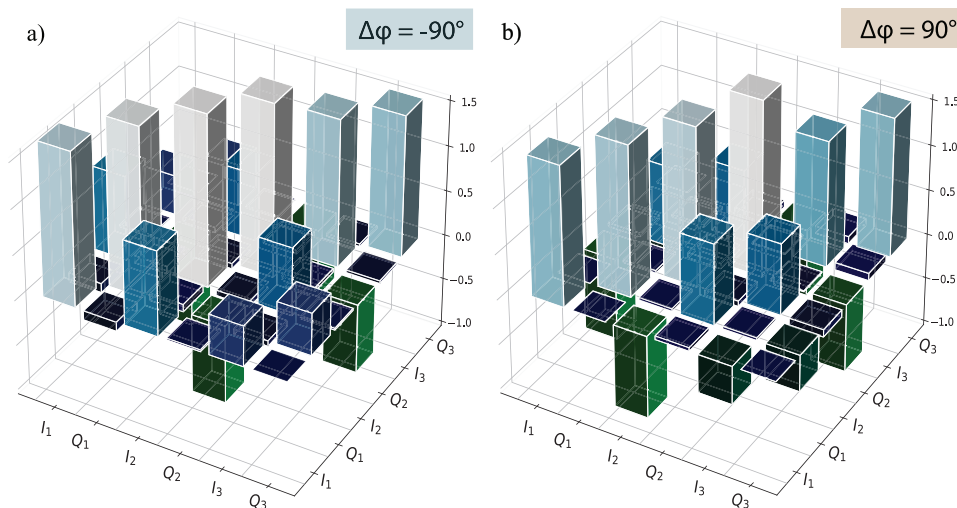 a)
Δφ = -90°
1.5
1.0
0.5
0.0
−0.5
−1.0
I₁
Q₁
I₂
Q₂
I₃
Q₃
I₁
Q₁
I₂
Q₂
I₃
Q₃
b)
Δφ = 90°
1.5
1.0
0.5
0.0
−0.5
−1.0
I₁
Q₁
I₂
Q₂
I₃
Q₃
I₁
Q₁
I₂
Q₂
I₃
Q₃